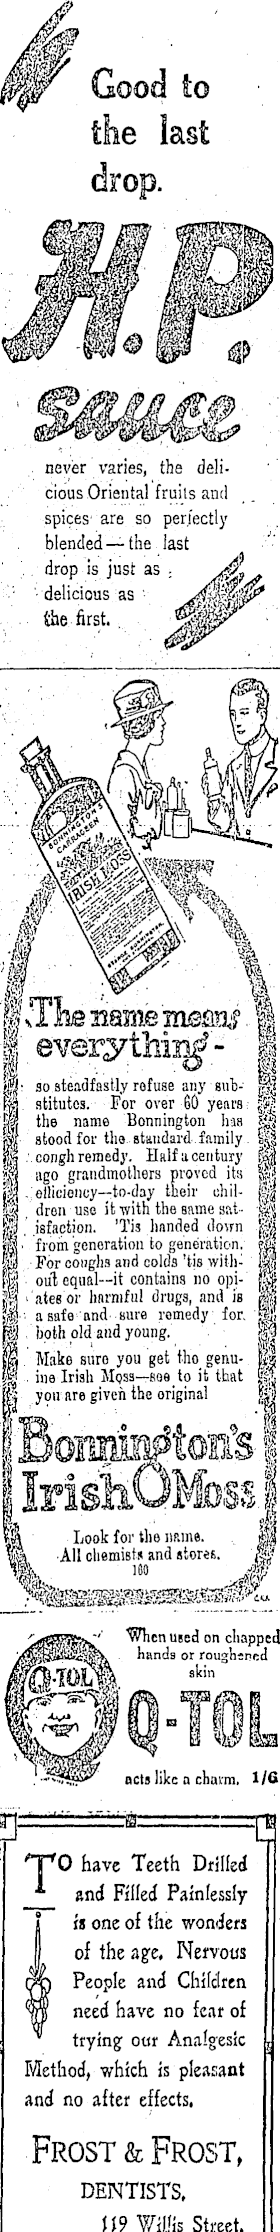 Good to
the last
drop.
H.P.
sauce
never varies, the deli-
cious Oriental fruits and
spices are so perfectly
blended — the last
drop is just as
delicious as
the first.
BONNINGTON'S
CARRAGEEN
IRISH MOSS
GEORGE BONNINGTON
The name means
everything -
so steadfastly refuse any sub-
stitutes. For over 60 years
the name Bonnington has
stood for the standard family
cough remedy. Half a century
ago grandmothers proved its
efficiency—to-day their chil-
dren use it with the same sat-
isfaction. 'Tis handed down
from generation to generation.
For coughs and colds 'tis with-
out equal—it contains no opi-
ates or harmful drugs, and is
a safe and sure remedy for
both old and young.
Make sure you get the genu-
ine Irish Moss—see to it that
you are given the original
Bonnington's
Irish Moss
Look for the name.
All chemists and stores.
160
Q-TOL
When used on chapped
hands or roughened
skin
Q-TOL
acts like a charm. 1/6
TO have Teeth Drilled
and Filled Painlessly
is one of the wonders
of the age. Nervous
People and Children
need have no fear of
trying our Analgesic
Method, which is pleasant
and no after effects.
FROST & FROST,
DENTISTS,
119 Willis Street.